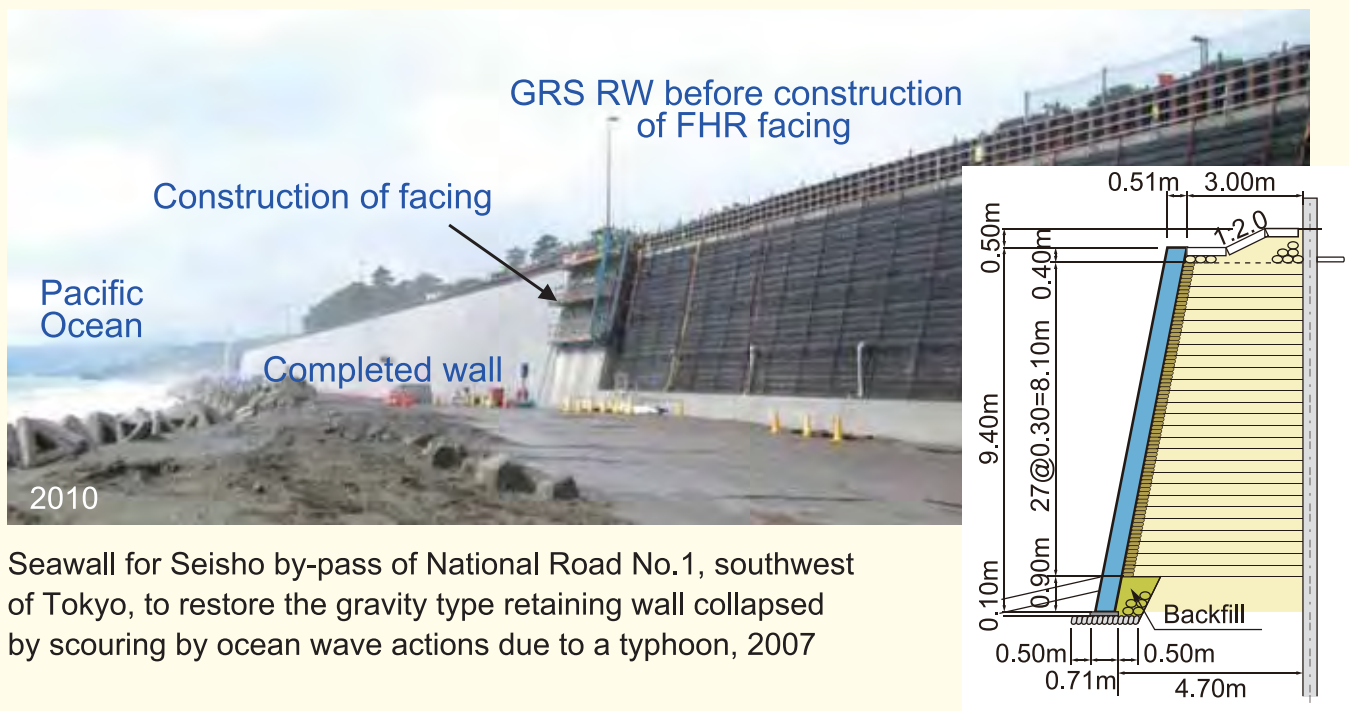 GRS RW before construction
of FHR facing
Construction of facing
Pacific
Ocean
Completed wall
2010
0.51m
3.00m
0.50m
0.40m
1:2.0
9.40m
27@0.30=8.10m
0.10m
0.90m
Backfill
0.50m
0.50m
0.71m
4.70m
Seawall for Seisho by-pass of National Road No.1, southwest
of Tokyo, to restore the gravity type retaining wall collapsed
by scouring by ocean wave actions due to a typhoon, 2007